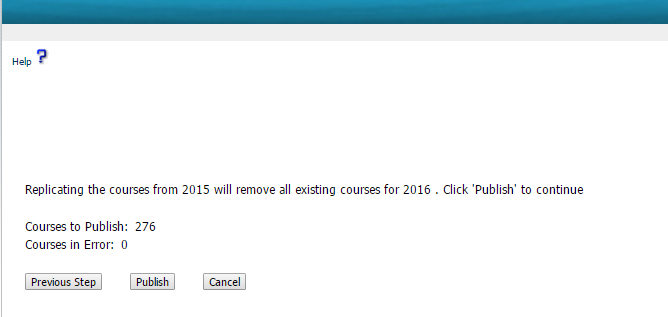 Help ?
Replicating the courses from 2015 will remove all existing courses for 2016 . Click 'Publish' to continue
Courses to Publish: 276
Courses in Error: 0
Previous Step Publish Cancel